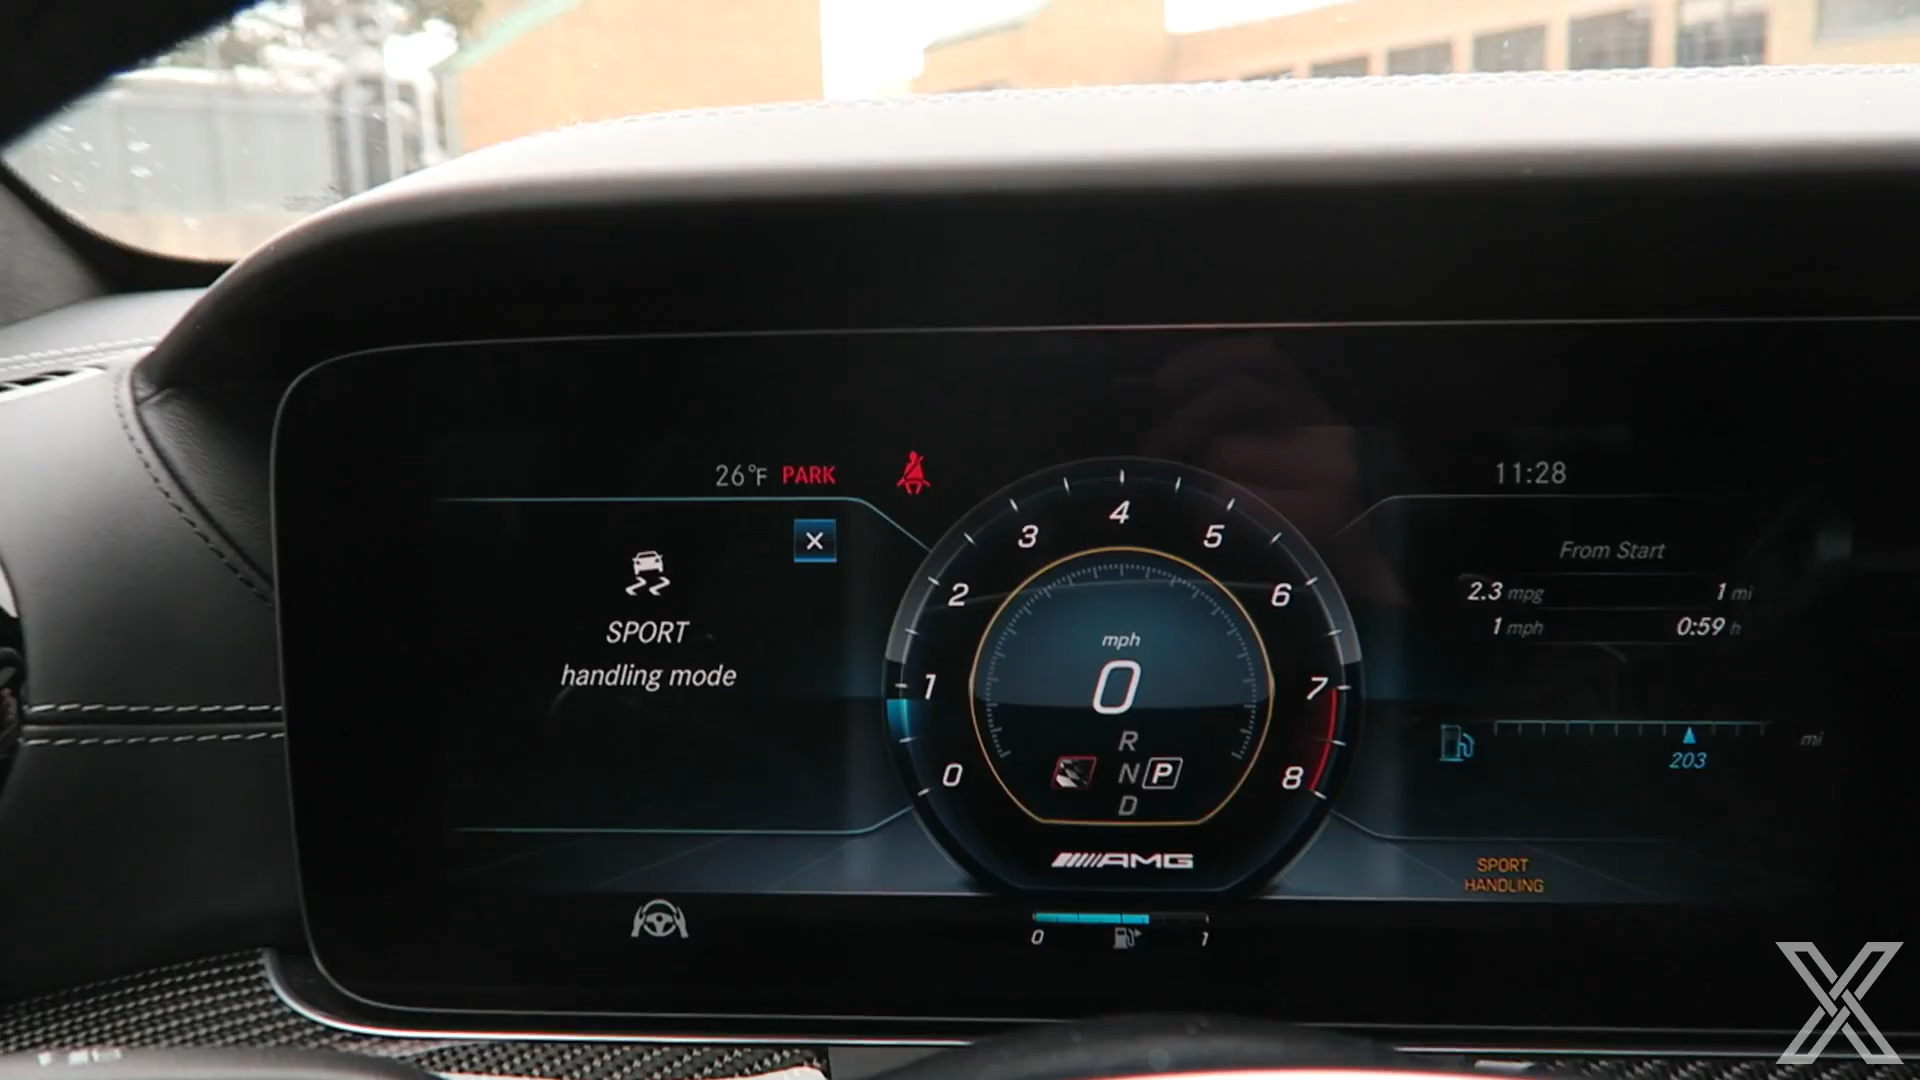 26°F PARK
11:28
SPORT
handling mode
0 1 2 3 4 5 6 7 8
mph
0
R
N P
D
AMG
From Start
2.3 mpg 1 mi
1 mph 0:59 h
203
mi
SPORT
HANDLING
0 1